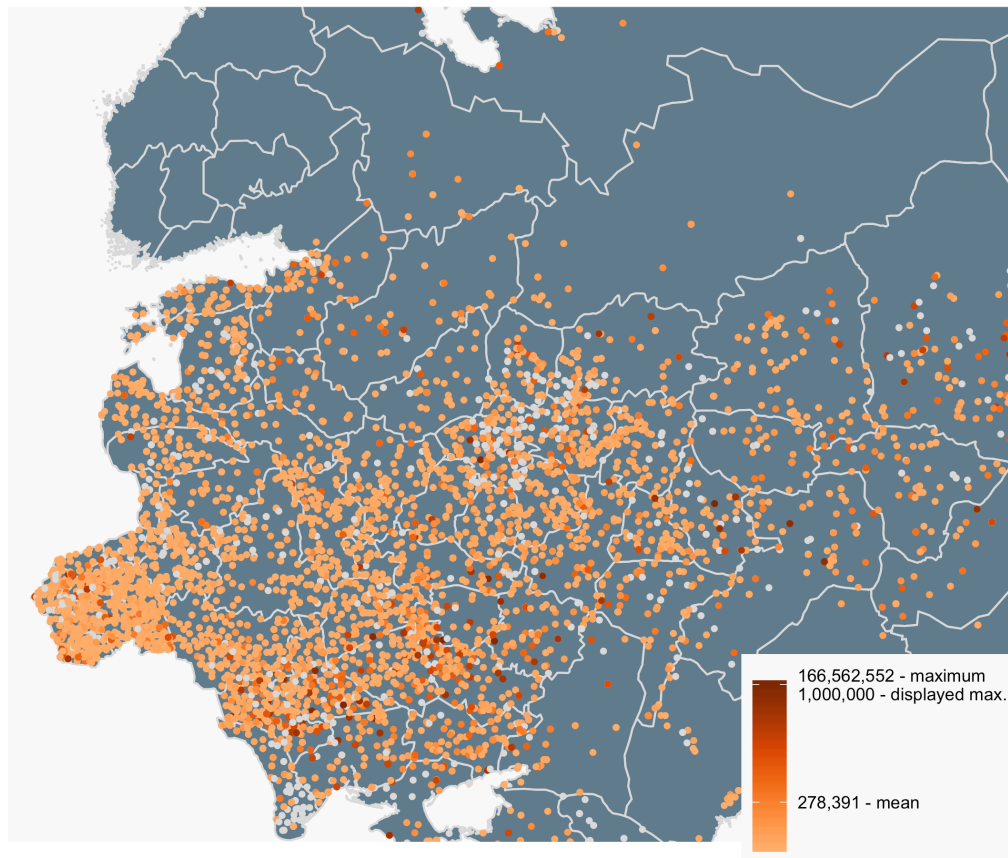 166,562,552 - maximum
1,000,000 - displayed max.
278,391 - mean